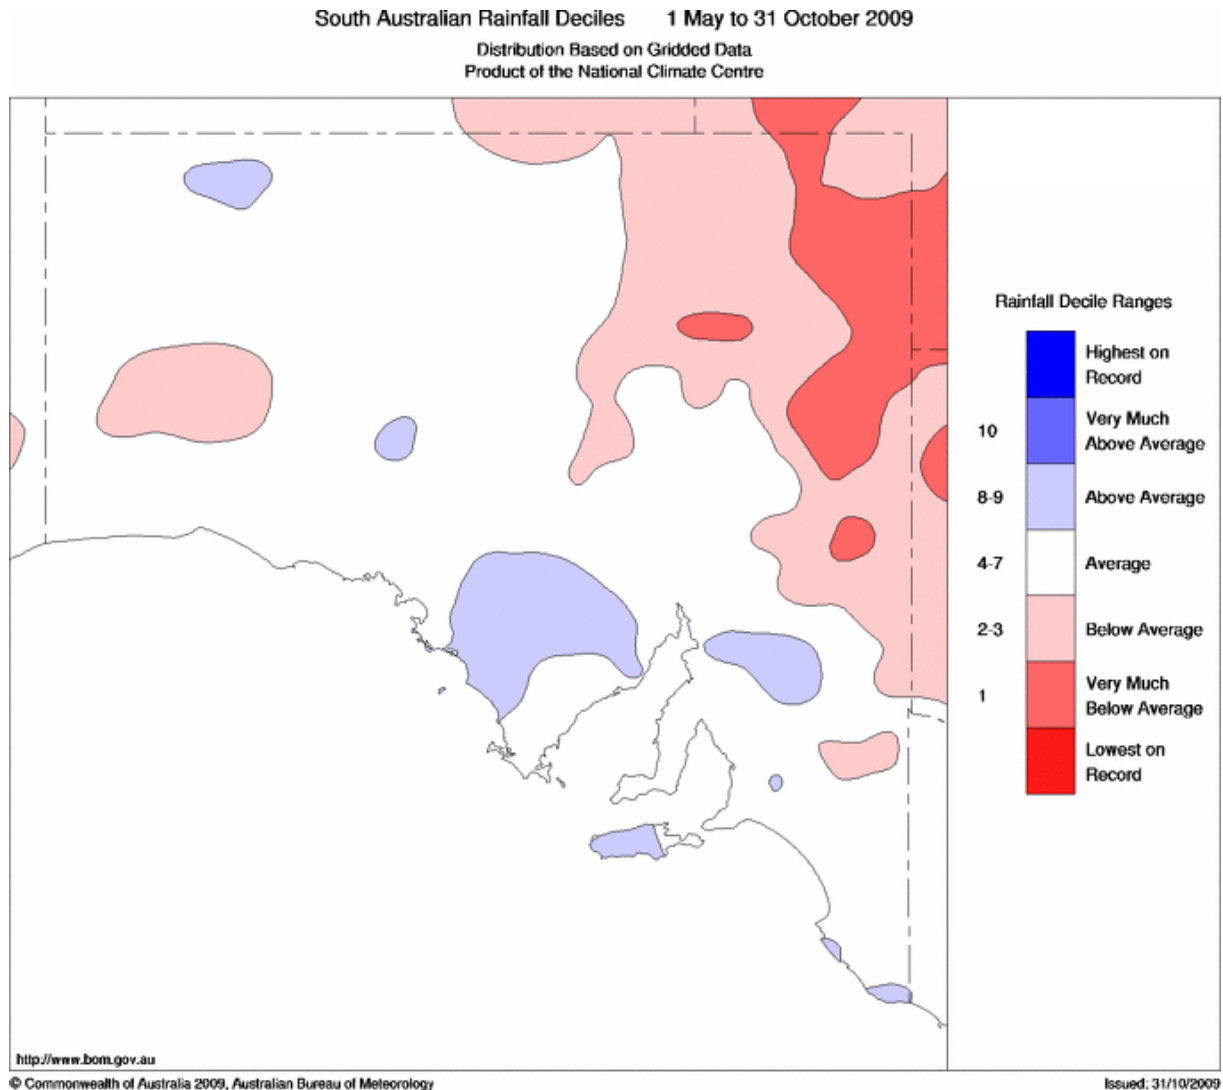 South Australian Rainfall Deciles 1 May to 31 October 2009
Distribution Based on Gridded Data
Product of the National Climate Centre
Rainfall Decile Ranges
Highest on
Record
10
Very Much
Above Average
8-9
Above Average
4-7
Average
2-3
Below Average
1
Very Much
Below Average
Lowest on
Record
http://www.bom.gov.au
© Commonwealth of Australia 2009, Australian Bureau of Meteorology
Issued: 31/10/2009